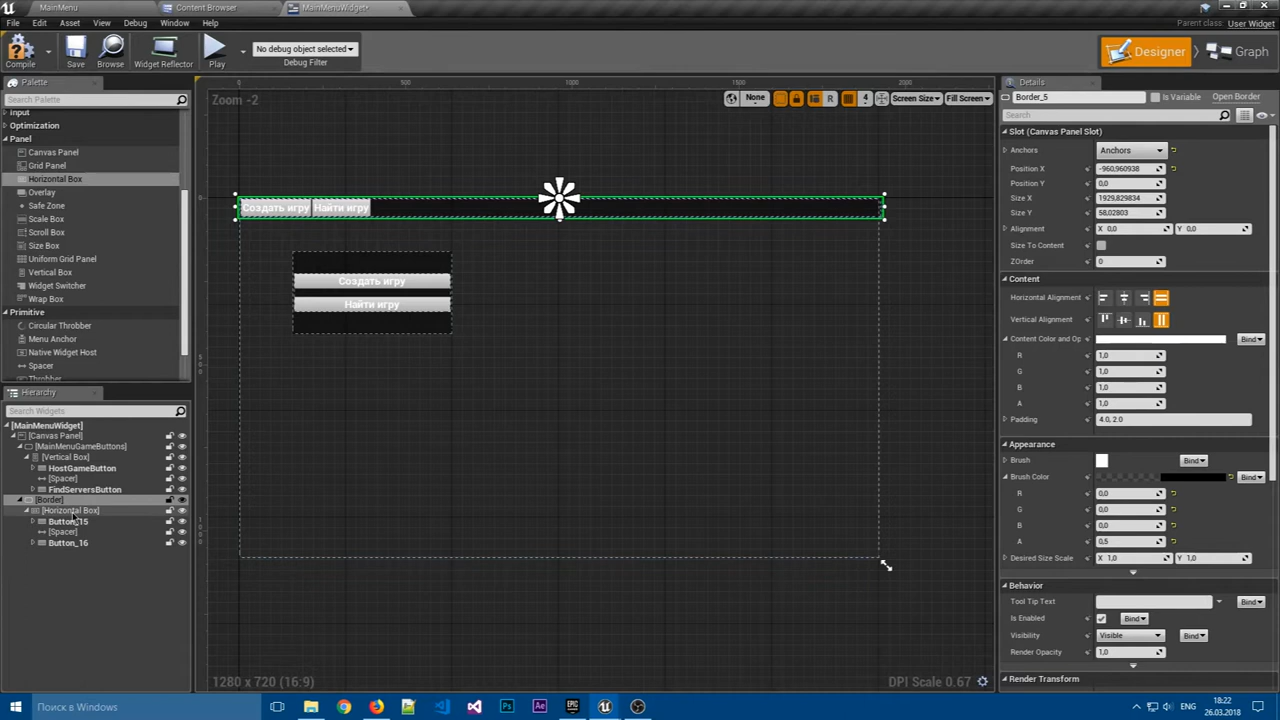 MainMenu
Content Browser
MainMenuWidget*
File Edit Asset View Debug Window Help
Parent class: User Widget
Compile
Save
Browse
Widget Reflector
Play
No debug object selected
Debug Filter
Designer
Graph
Palette
Search Palette
Input
Optimization
Panel
Canvas Panel
Grid Panel
Horizontal Box
Overlay
Safe Zone
Scale Box
Scroll Box
Size Box
Uniform Grid Panel
Vertical Box
Widget Switcher
Wrap Box
Primitive
Circular Throbber
Menu Anchor
Native Widget Host
Spacer
Throbber
Hierarchy
Search Widgets
[MainMenuWidget]
[Canvas Panel]
[MainMenuGameButtons]
[Vertical Box]
HostGameButton
[Spacer]
FindServersButton
[Border]
[Horizontal Box]
Button_15
[Spacer]
Button_16
0 500 1000 1500 2000
Zoom -2
None R 4 Screen Size Fill Screen
0
Создать игру Найти игру
Создать игру
Найти игру
500
1000
1280 x 720 (16:9)
DPI Scale 0.67
Details
Border_5 Is Variable Open Border
Search
Slot (Canvas Panel Slot)
Anchors Anchors
Position X -960,960938
Position Y 0,0
Size X 1929,829834
Size Y 58,02803
Alignment X 0,0 Y 0,0
Size To Content
ZOrder 0
Content
Horizontal Alignment
Vertical Alignment
Content Color and Op Bind
R 1,0
G 1,0
B 1,0
A 1,0
Padding 4.0, 2.0
Appearance
Brush Bind
Brush Color Bind
R 0,0
G 0,0
B 0,0
A 0,5
Desired Size Scale X 1,0 Y 1,0
Behavior
Tool Tip Text Bind
Is Enabled Bind
Visibility Visible Bind
Render Opacity 1,0
Render Transform
Поиск в Windows
18:22
26.03.2018